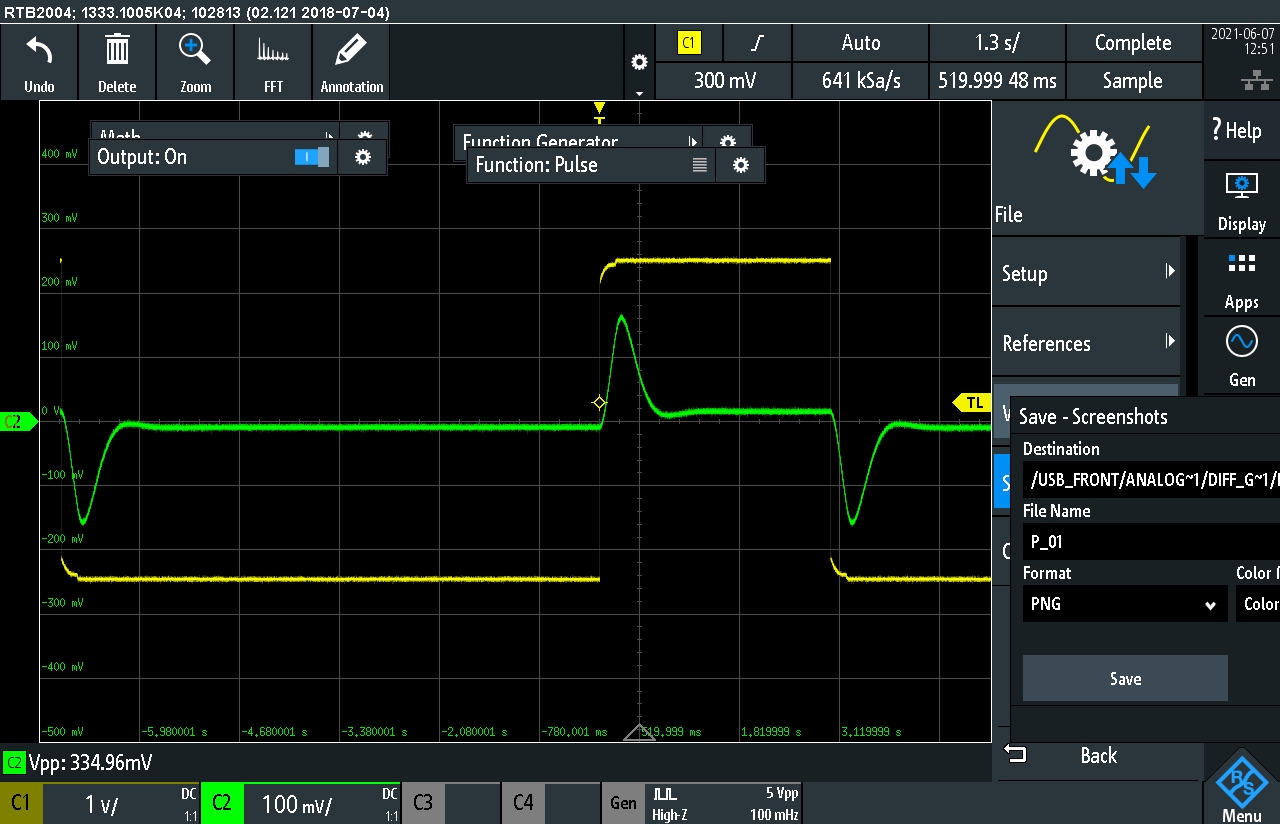 RTB2004; 1333.1005K04; 102813 (02.121 2018-07-04)
Undo
Delete
Zoom
FFT
Annotation
C1
Auto
1.3 s/
Complete
300 mV
641 kSa/s
519.999 48 ms
Sample
2021-06-07
12:51
Math
Output: On
Function Generator
Function: Pulse
400 mV
300 mV
200 mV
100 mV
0 V
-100 mV
-200 mV
-300 mV
-400 mV
-500 mV
-5,980001 s
-4,680001 s
-3,380001 s
-2,080001 s
-780,001 ms
519,999 ms
1,819999 s
3,119999 s
T
TL
C2
File
Setup
References
? Help
Display
Apps
Gen
Save - Screenshots
Destination
/USB_FRONT/ANALOG~1/DIFF_G~1/
File Name
P_01
Format
Color
PNG
Color
Save
Back
Menu
R&S
C2 Vpp: 334.96mV
C1 1 V/ DC 1:1
C2 100 mV/ DC 1:1
C3
C4
Gen
High-Z
5 Vpp
100 mHz